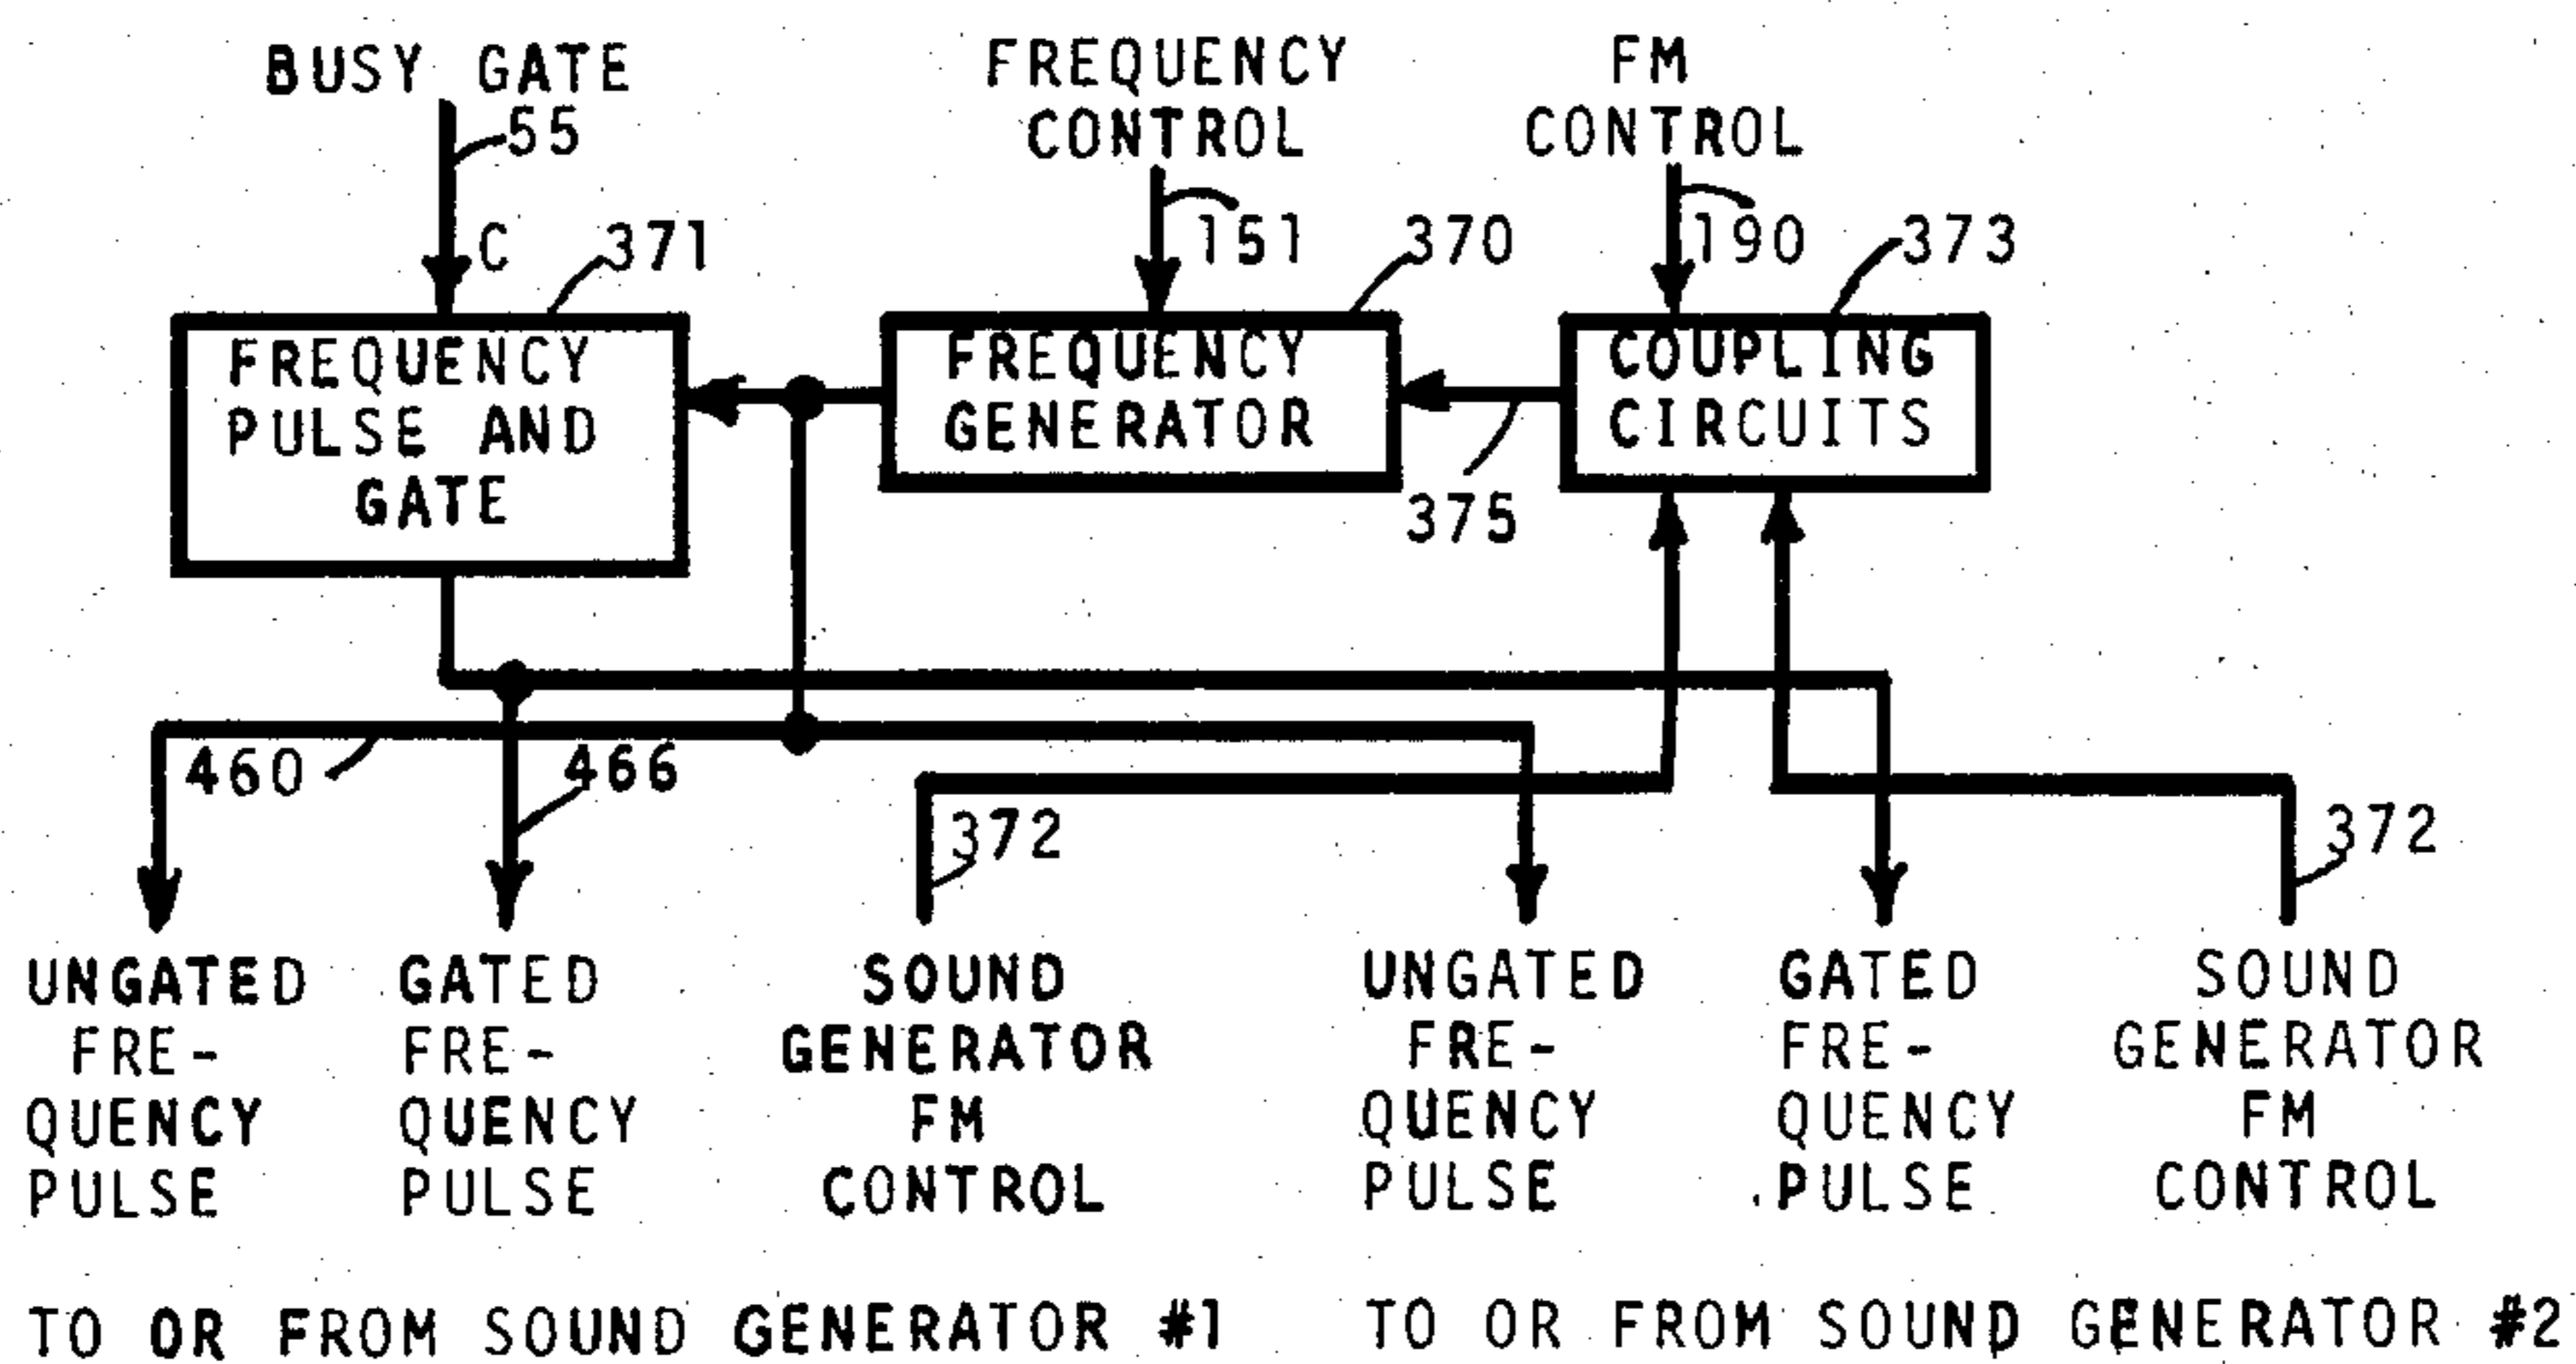 BUSY GATE
55
C
371
FREQUENCY
CONTROL
151
370
FM
CONTROL
190
373
FREQUENCY
PULSE AND
GATE
FREQUENCY
GENERATOR
COUPLING
CIRCUITS
375
460
466
372
372
UNGATED
FRE-
QUENCY
PULSE
GATED
FRE-
QUENCY
PULSE
SOUND
GENERATOR
FM
CONTROL
UNGATED
FRE-
QUENCY
PULSE
GATED
FRE-
QUENCY
PULSE
SOUND
GENERATOR
FM
CONTROL
TO OR FROM SOUND GENERATOR #1
TO OR FROM SOUND GENERATOR #2